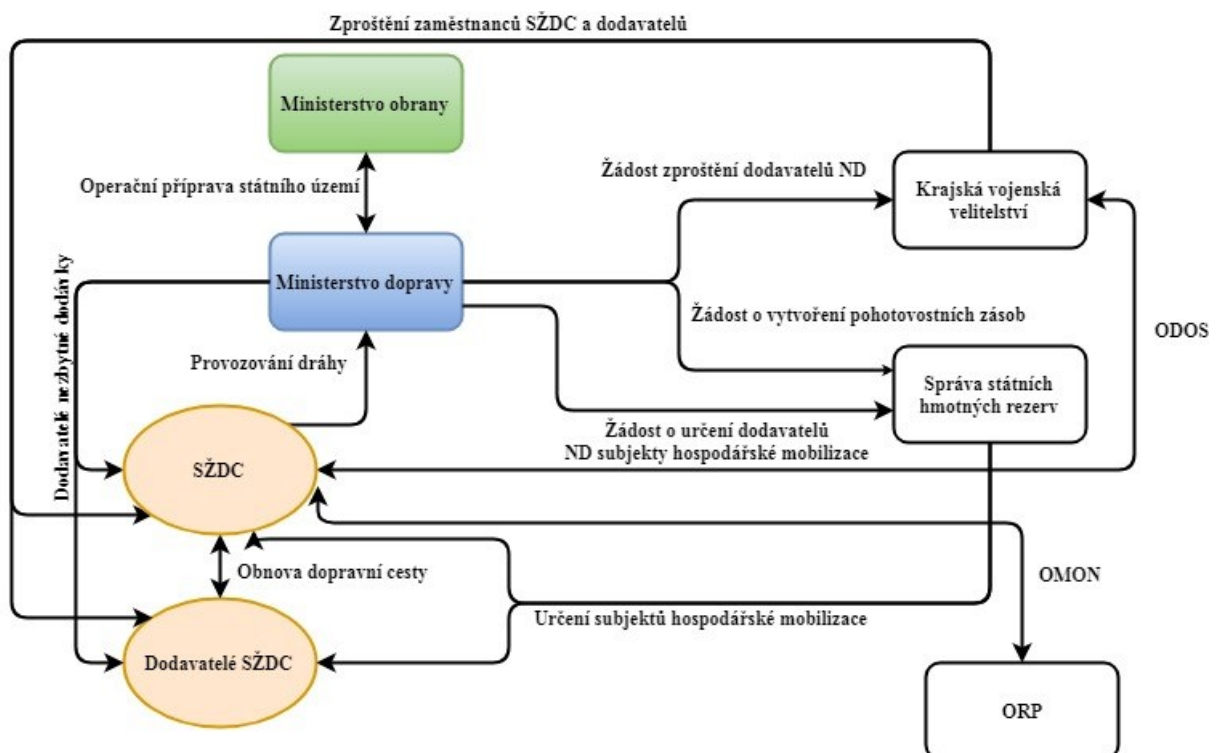 Zproštění zaměstnanců SŽDC a dodavatelů
Ministerstvo obrany
Operační příprava státního území
Žádost zproštění dodavatelů ND
Krajská vojenská
velitelství
Ministerstvo dopravy
Dodavatelé nezbytné dodávky
Žádost o vytvoření pohotovostních zásob
ODOS
Provozování dráhy
Správa státních
hmotných rezerv
Žádost o určení dodavatelů
ND subjekty hospodářské mobilizace
SŽDC
Obnova dopravní cesty
OMON
Určení subjektů hospodářské mobilizace
Dodavatelé SŽDC
ORP